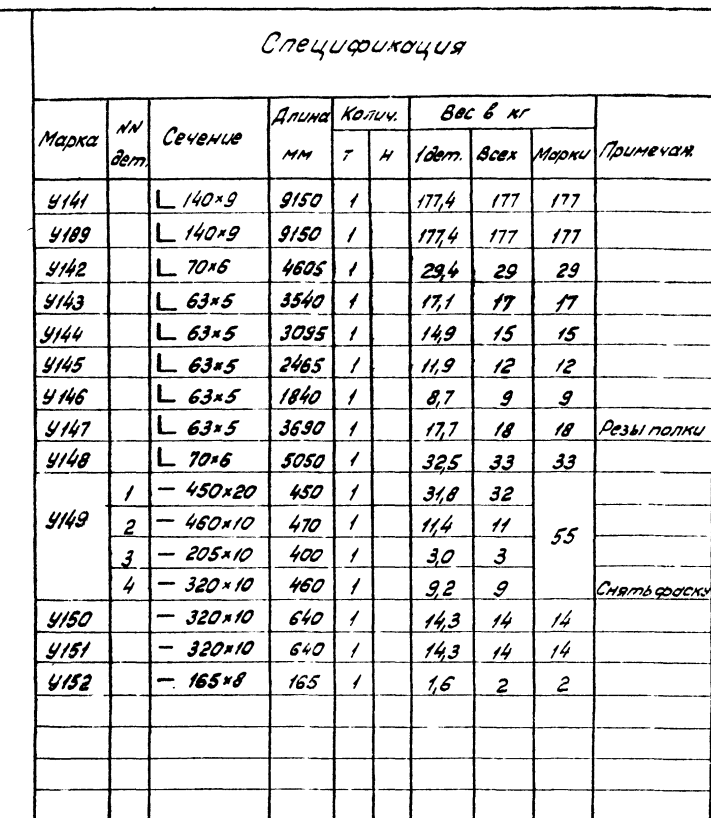 Спецификация
Марка NN дет. Сечение Длина мм Колич. Т Н Вес в кг 1 дет. Всех Марки Примечан.
У141 L 140×9 9150 1 177,4 177 177
У189 L 140×9 9150 1 177,4 177 177
У142 L 70×6 4605 1 29,4 29 29
У143 L 63×5 3540 1 17,1 17 17
У144 L 63×5 3095 1 14,9 15 15
У145 L 63×5 2465 1 11,9 12 12
У146 L 63×5 1840 1 8,7 9 9
У147 L 63×5 3690 1 17,7 18 18 Резы полки
У148 L 70×6 5050 1 32,5 33 33
У149 1 — 450×20 450 1 31,8 32 55
2 — 460×10 470 1 11,4 11
3 — 205×10 400 1 3,0 3
4 — 320×10 460 1 9,2 9 Снять фаску
У150 — 320×10 640 1 14,3 14 14
У151 — 320×10 640 1 14,3 14 14
У152 — 165×8 165 1 1,6 2 2